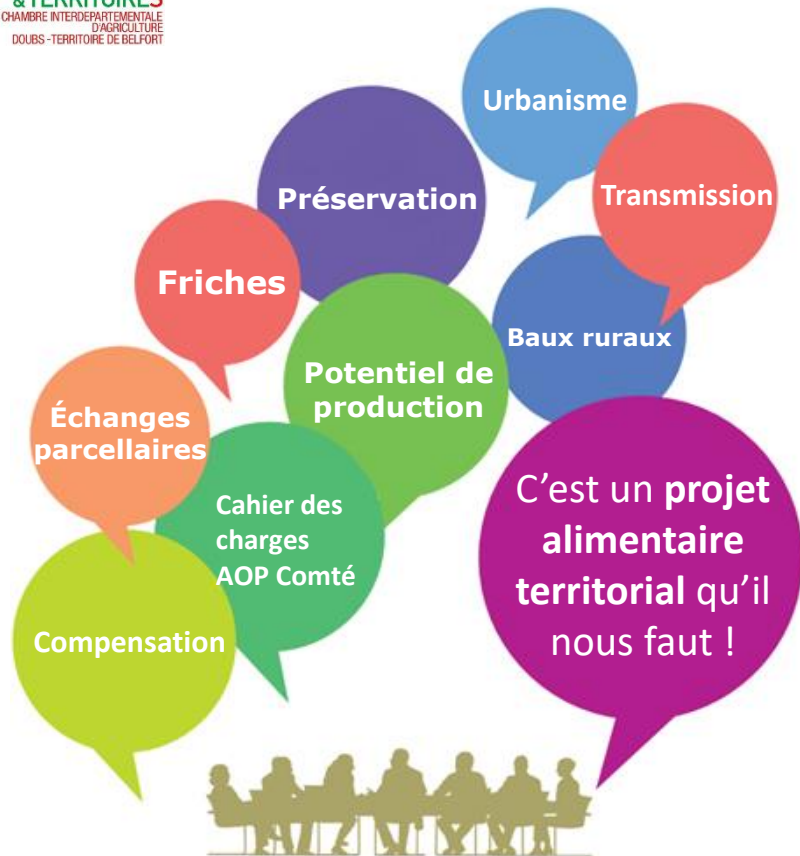 &TERRITOIRES
CHAMBRE INTERDEPARTEMENTALE
D'AGRICULTURE
DOUBS -TERRITOIRE DE BELFORT
Urbanisme
Préservation
Transmission
Friches
Baux ruraux
Potentiel de
production
Échanges
parcellaires
Cahier des
charges
AOP Comté
C’est un projet
alimentaire
territorial qu’il
nous faut !
Compensation